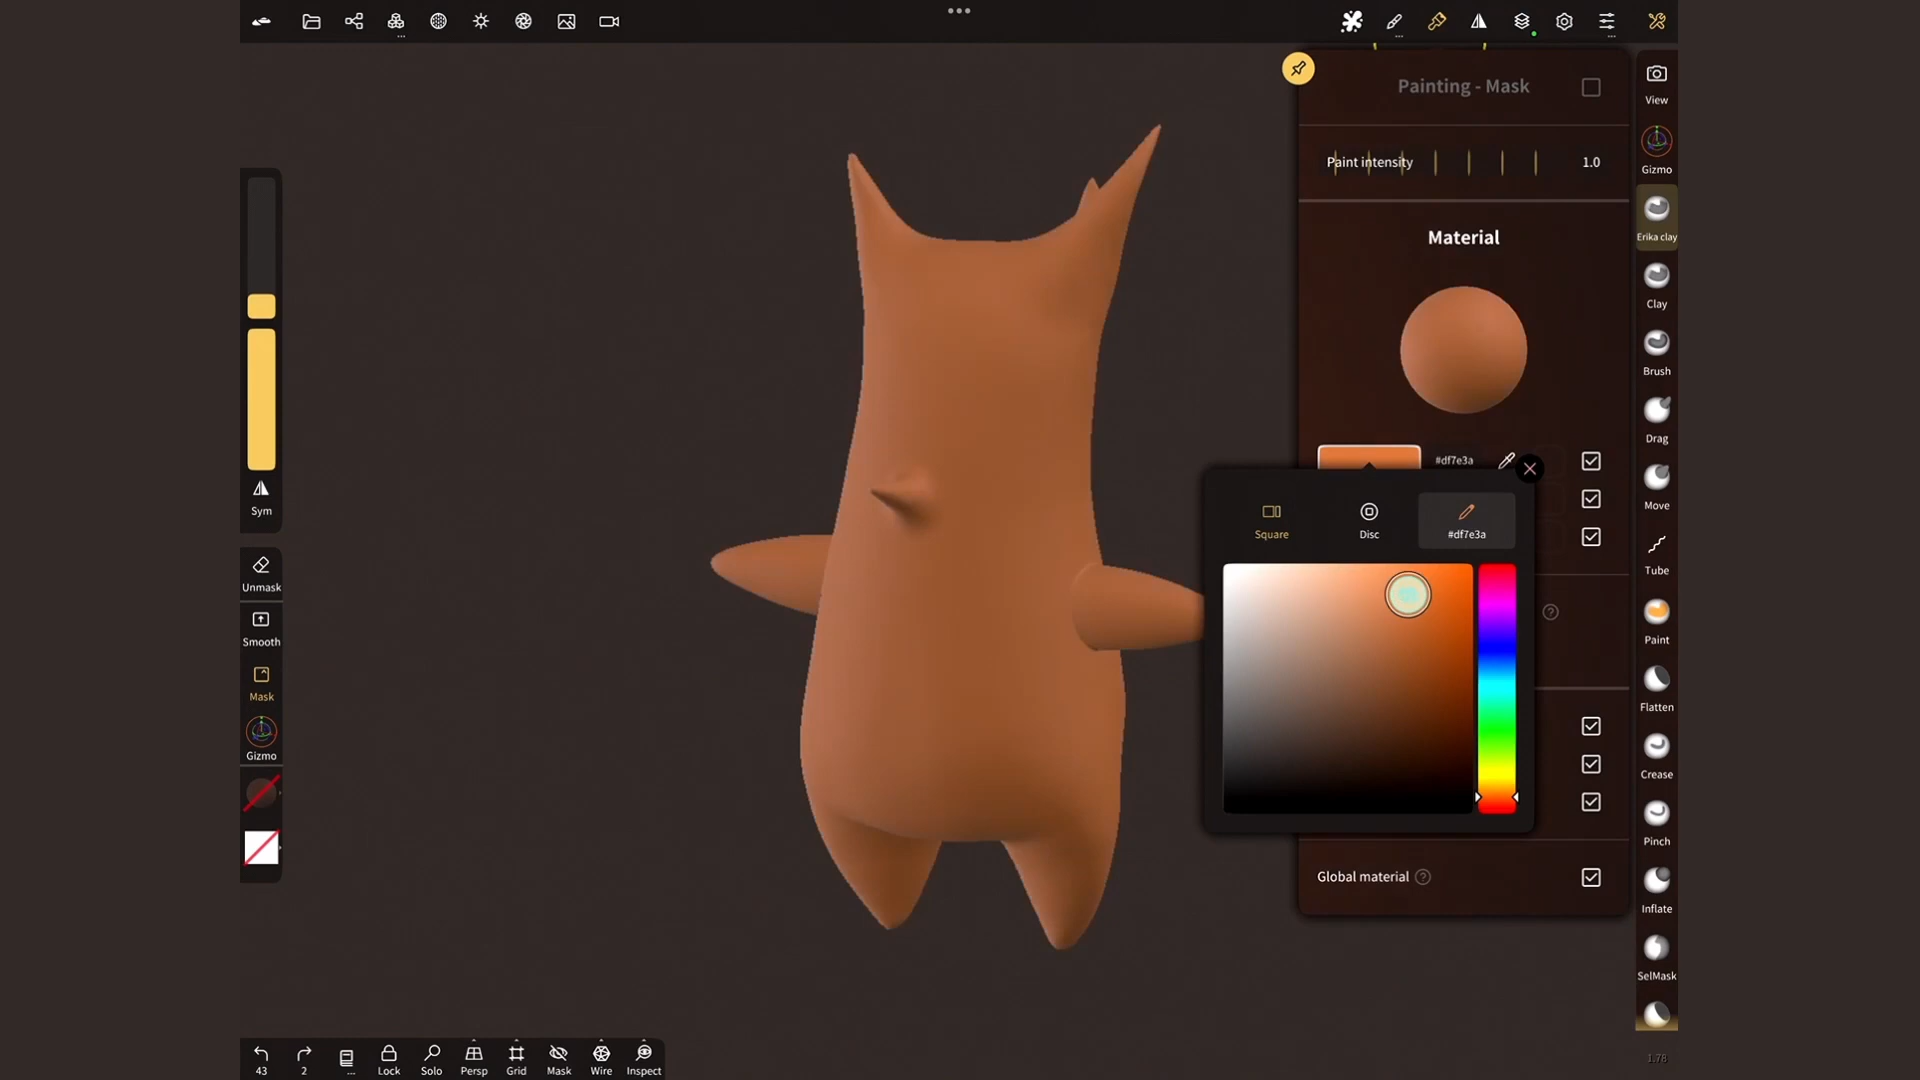 Painting - Mask
Paint intensity
1.0
Material
#df7e3a
Square
Disc
#df7e3a
Global material
?
?
View
Gizmo
Erika clay
Clay
Brush
Drag
Move
Tube
Paint
Flatten
Crease
Pinch
Inflate
SelMask
1.78
Sym
Unmask
Smooth
Mask
Gizmo
43
2
Lock
Solo
Persp
Grid
Mask
Wire
Inspect